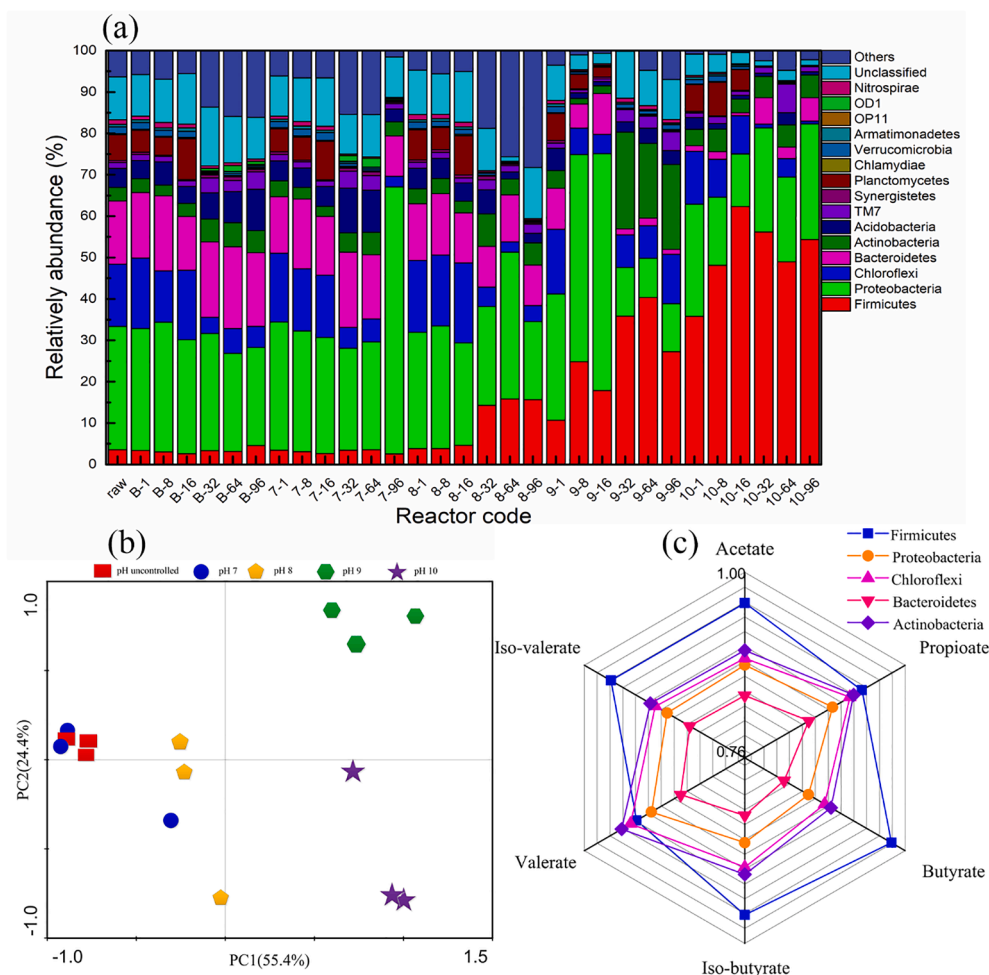 (a)
Relatively abundance (%)
100
90
80
70
60
50
40
30
20
10
0
raw B-1 B-8 B-16 B-32 B-64 B-96 7-1 7-8 7-16 7-32 7-64 7-96 8-1 8-8 8-16 8-32 8-64 8-96 9-1 9-8 9-16 9-32 9-64 9-96 10-1 10-8 10-16 10-32 10-64 10-96
Reactor code
Others
Unclassified
Nitrospirae
OD1
OP11
Armatimonadetes
Verrucomicrobia
Chlamydiae
Planctomycetes
Synergistetes
TM7
Acidobacteria
Actinobacteria
Bacteroidetes
Chloroflexi
Proteobacteria
Firmicutes
(b)
pH uncontrolled pH 7 pH 8 pH 9 pH 10
1.0
PC2(24.4%)
-1.0
-1.0 PC1(55.4%) 1.5
(c)
Firmicutes
Proteobacteria
Chloroflexi
Bacteroidetes
Actinobacteria
Acetate
1.00
Iso-valerate
Propioate
0.76
Valerate
Butyrate
Iso-butyrate